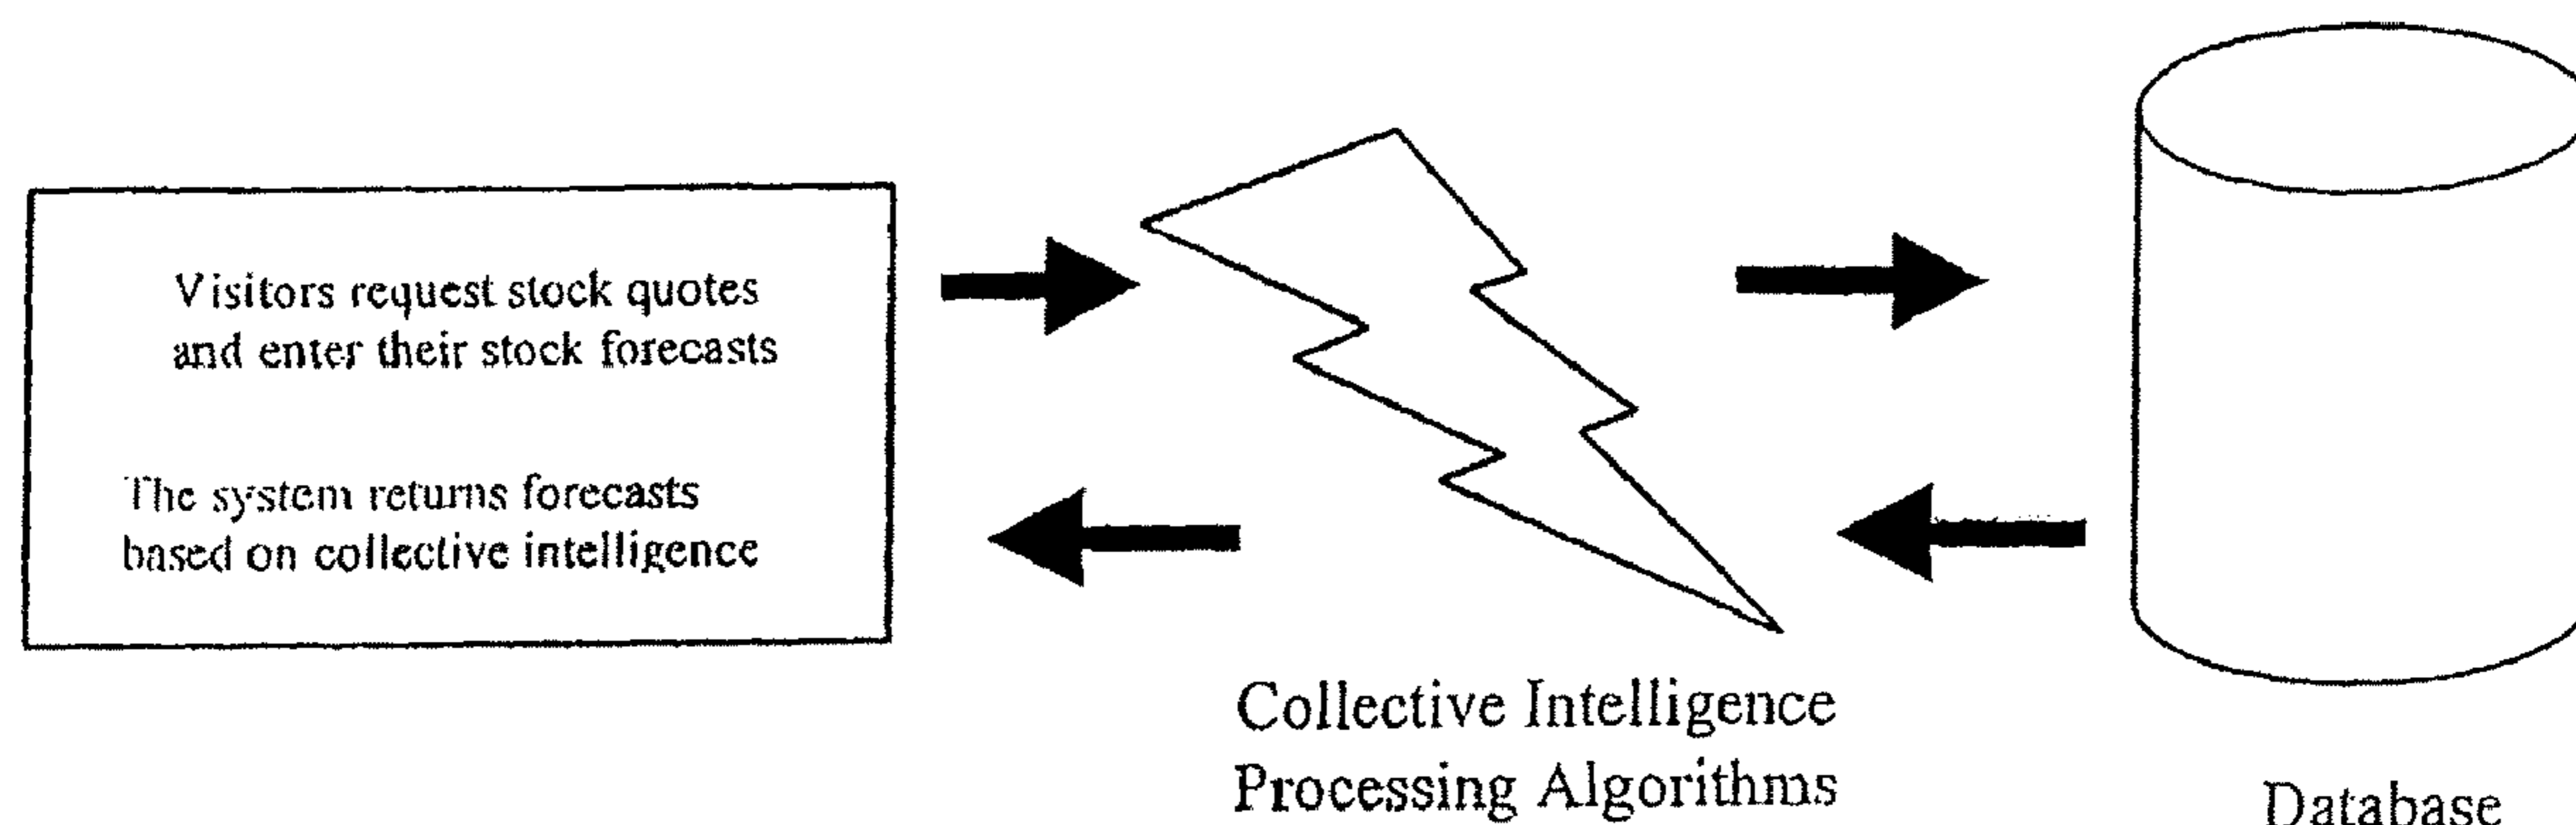 Visitors request stock quotes
and enter their stock forecasts
The system returns forecasts
based on collective intelligence
Collective Intelligence
Processing Algorithms
Database